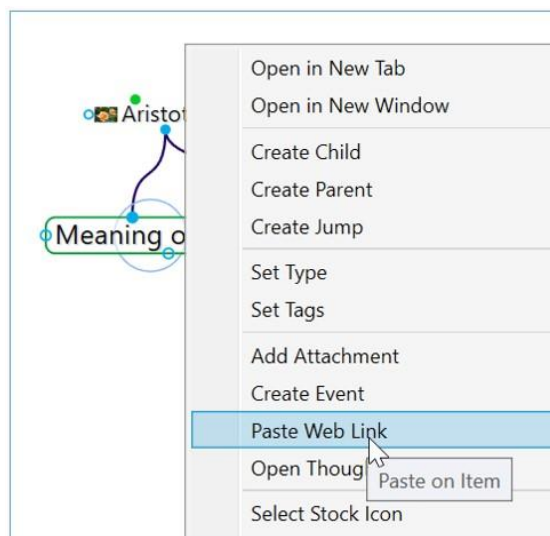 Open in New Tab
Open in New Window
Aristot
Create Child
Create Parent
Create Jump
Meaning o
Set Type
Set Tags
Add Attachment
Create Event
Paste Web Link
Open Thoug
Paste on Item
Select Stock Icon